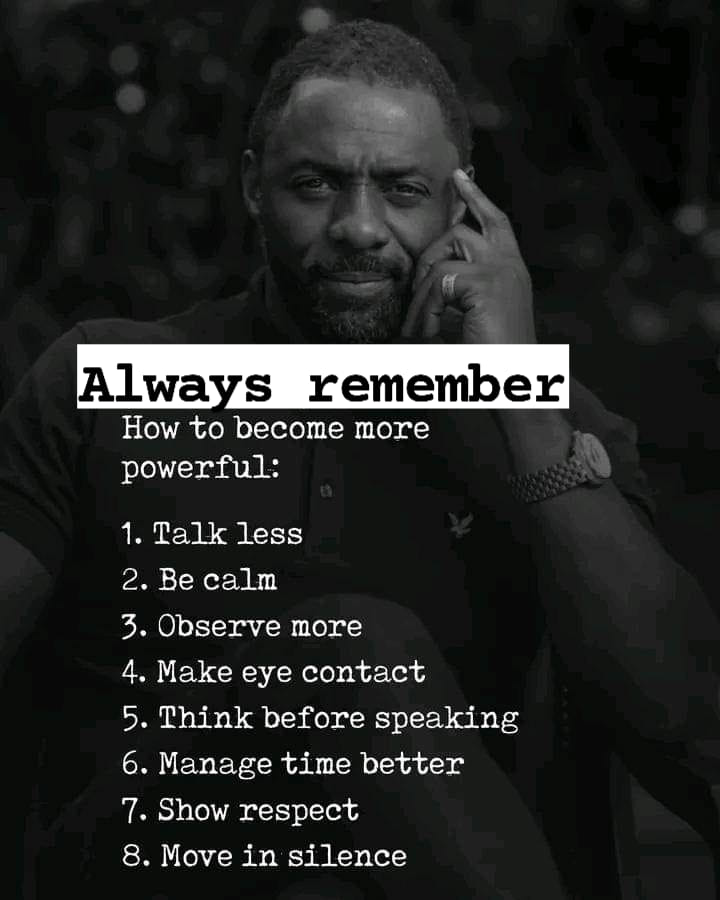 Always remember
How to become more
powerful:
1. Talk less
2. Be calm
3. Observe more
4. Make eye contact
5. Think before speaking
6. Manage time better
7. Show respect
8. Move in silence